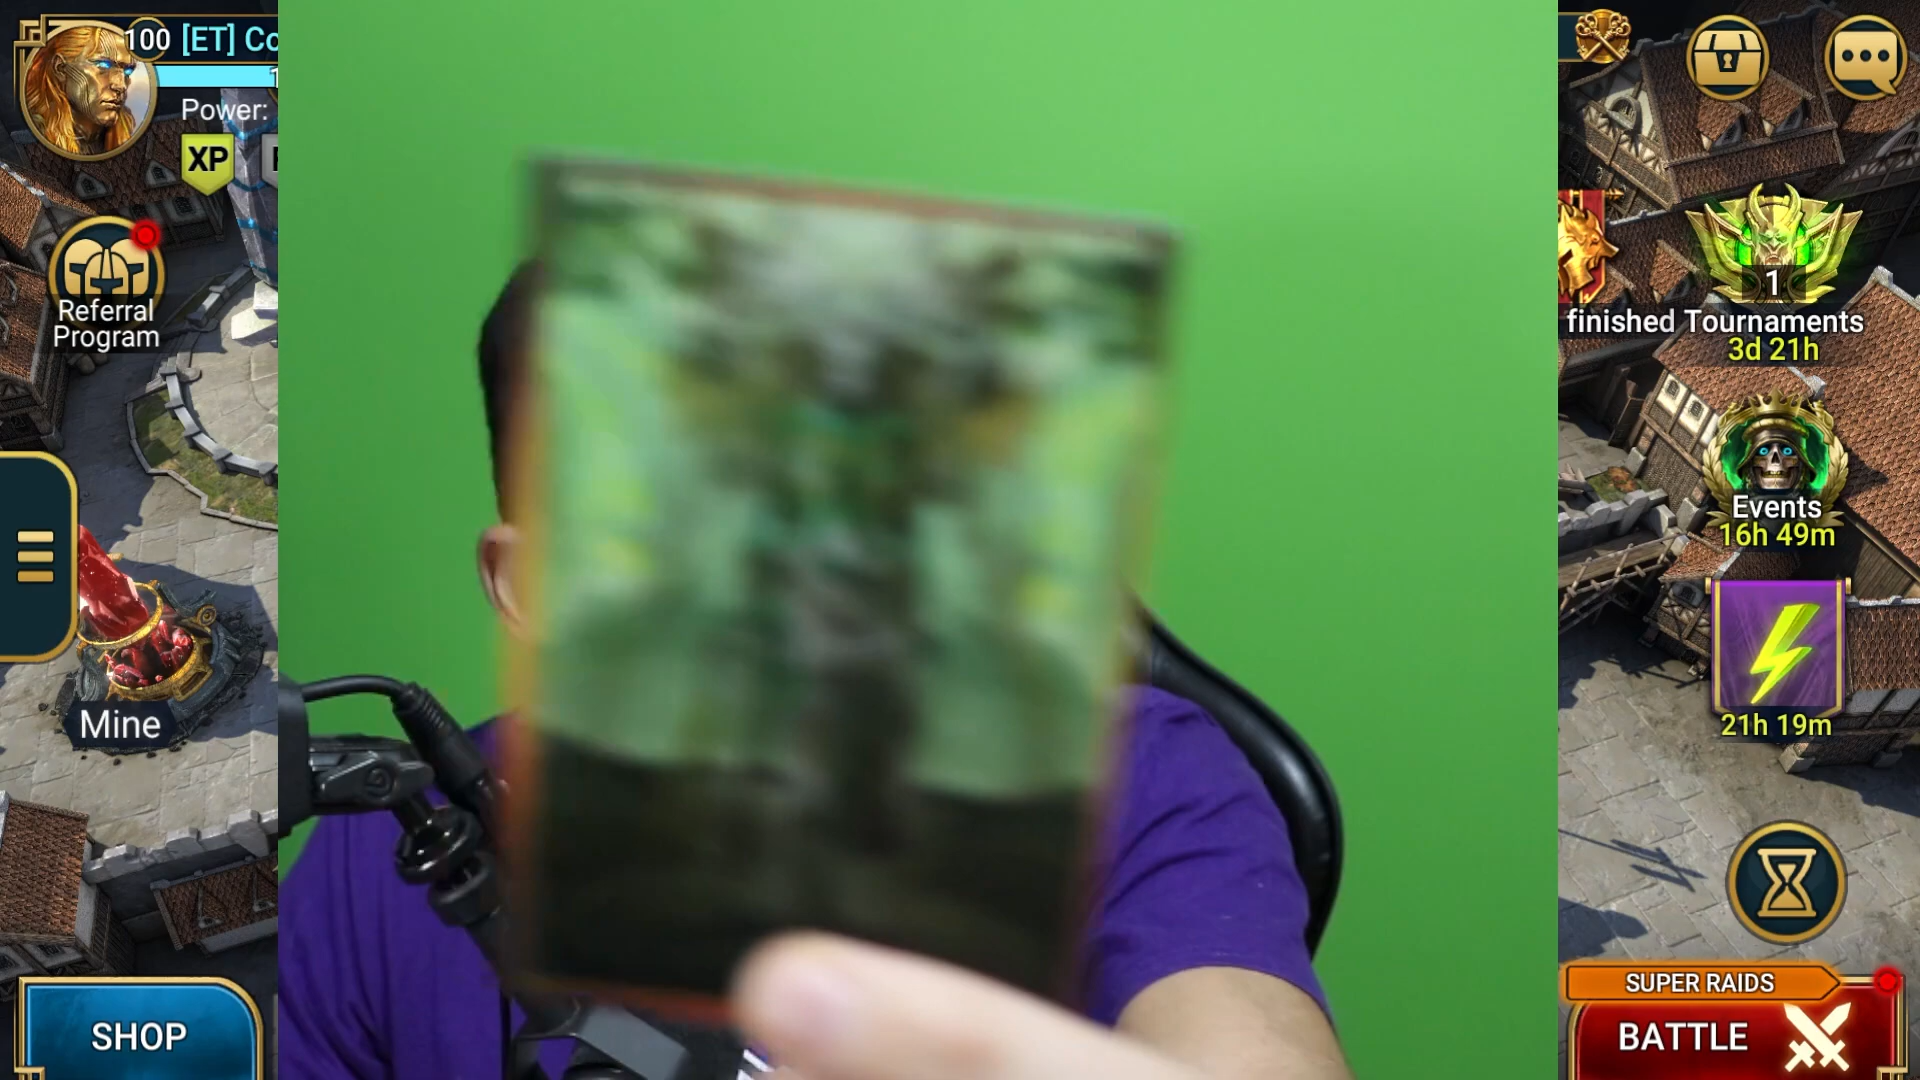 100 [ET] Co
Power:
XP
Referral
Program
Mine
SHOP
1
finished Tournaments
3d 21h
Events
16h 49m
21h 19m
SUPER RAIDS
BATTLE